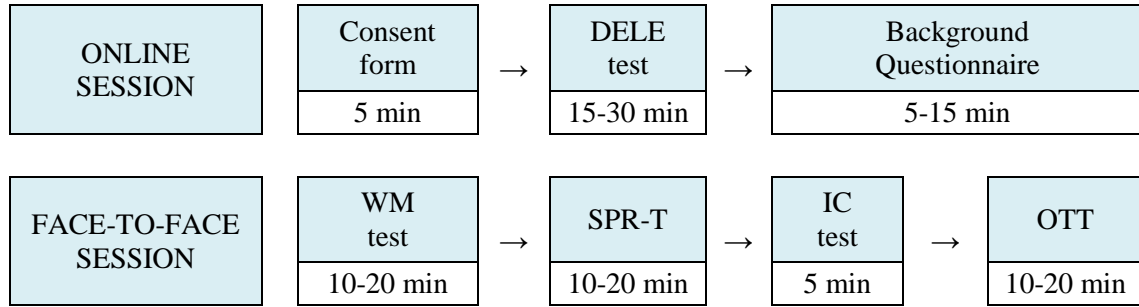 ONLINE
SESSION
Consent
form
5 min
→
DELE
test
15-30 min
→
Background
Questionnaire
5-15 min
FACE-TO-FACE
SESSION
WM
test
10-20 min
→
SPR-T
10-20 min
→
IC
test
5 min
→
OTT
10-20 min